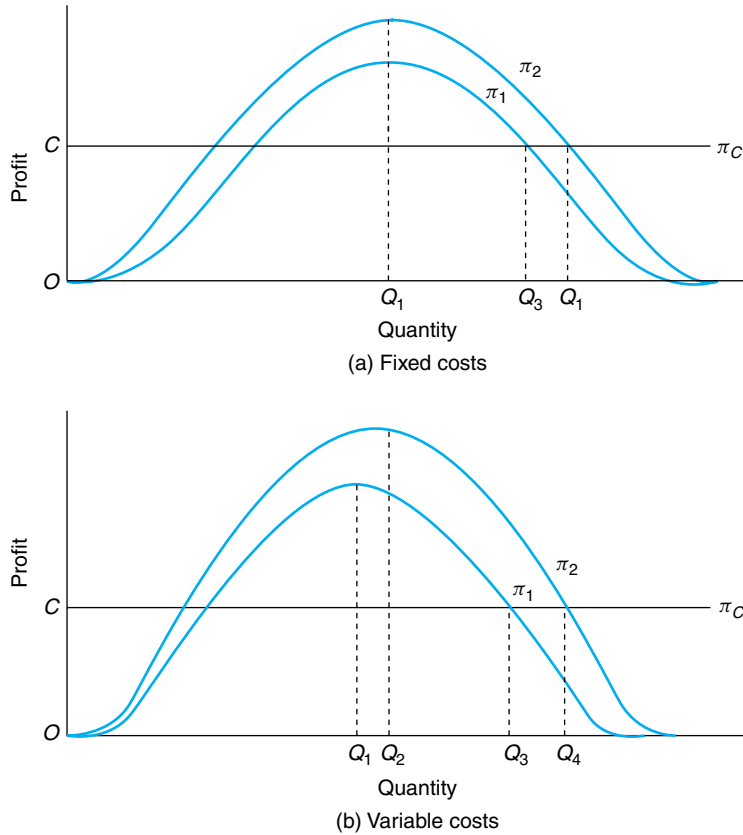 Profit
π2
π1
C
πC
O
Q1 Q3 Q1
Quantity
(a) Fixed costs
Profit
π2
π1
C
πC
O
Q1 Q2 Q3 Q4
Quantity
(b) Variable costs